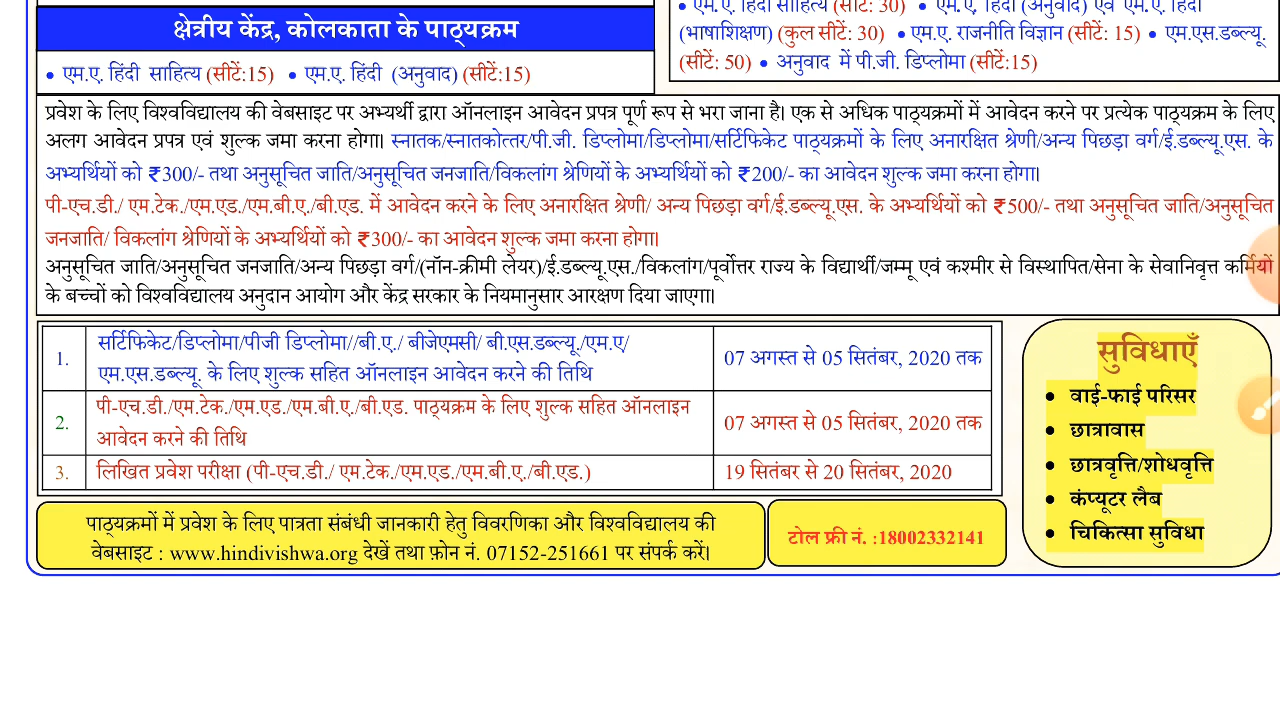 क्षेत्रीय केंद्र, कोलकाता के पाठ्यक्रम
• एम.ए. हिंदी साहित्य (सीटें:15) • एम.ए. हिंदी (अनुवाद) (सीटें:15)
• एम.ए. हिंदी साहित्य (सीटें: 30) • एम.ए. हिंदी (अनुवाद) एवं एम.ए. हिंदी
(भाषाशिक्षण) (कुल सीटें: 30) • एम.ए. राजनीति विज्ञान (सीटें: 15) • एम.एस.डब्ल्यू.
(सीटें: 50) • अनुवाद में पी.जी. डिप्लोमा (सीटें:15)
प्रवेश के लिए विश्वविद्यालय की वेबसाइट पर अभ्यर्थी द्वारा ऑनलाइन आवेदन प्रपत्र पूर्ण रूप से भरा जाना है। एक से अधिक पाठ्यक्रमों में आवेदन करने पर प्रत्येक पाठ्यक्रम के लिए
अलग आवेदन प्रपत्र एवं शुल्क जमा करना होगा। स्नातक/स्नातकोत्तर/पी.जी. डिप्लोमा/डिप्लोमा/सर्टिफिकेट पाठ्यक्रमों के लिए अनारक्षित श्रेणी/अन्य पिछड़ा वर्ग/ई.डब्ल्यू.एस. के
अभ्यर्थियों को ₹300/- तथा अनुसूचित जाति/अनुसूचित जनजाति/विकलांग श्रेणियों के अभ्यर्थियों को ₹200/- का आवेदन शुल्क जमा करना होगा।
पी-एच.डी./ एम.टेक./एम.एड./एम.बी.ए./बी.एड. में आवेदन करने के लिए अनारक्षित श्रेणी/ अन्य पिछड़ा वर्ग/ई.डब्ल्यू.एस. के अभ्यर्थियों को ₹500/- तथा अनुसूचित जाति/अनुसूचित
जनजाति/ विकलांग श्रेणियों के अभ्यर्थियों को ₹300/- का आवेदन शुल्क जमा करना होगा।
अनुसूचित जाति/अनुसूचित जनजाति/अन्य पिछड़ा वर्ग/(नॉन-क्रीमी लेयर)/ई.डब्ल्यू.एस./विकलांग/पूर्वोत्तर राज्य के विद्यार्थी/जम्मू एवं कश्मीर से विस्थापित/सेना के सेवानिवृत्त कर्मियों
के बच्चों को विश्वविद्यालय अनुदान आयोग और केंद्र सरकार के नियमानुसार आरक्षण दिया जाएगा।
1. सर्टिफिकेट/डिप्लोमा/पीजी डिप्लोमा//बी.ए./ बीजेएमसी/ बी.एस.डब्ल्यू./एम.ए/
एम.एस.डब्ल्यू. के लिए शुल्क सहित ऑनलाइन आवेदन करने की तिथि
07 अगस्त से 05 सितंबर, 2020 तक
2. पी-एच.डी./एम.टेक./एम.एड./एम.बी.ए./बी.एड. पाठ्यक्रम के लिए शुल्क सहित ऑनलाइन
आवेदन करने की तिथि
07 अगस्त से 05 सितंबर, 2020 तक
3. लिखित प्रवेश परीक्षा (पी-एच.डी./ एम.टेक./एम.एड./एम.बी.ए./बी.एड.) 19 सितंबर से 20 सितंबर, 2020
सुविधाएँ
• वाई-फाई परिसर
• छात्रावास
• छात्रवृत्ति/शोधवृत्ति
• कंप्यूटर लैब
• चिकित्सा सुविधा
पाठ्यक्रमों में प्रवेश के लिए पात्रता संबंधी जानकारी हेतु विवरणिका और विश्वविद्यालय की
वेबसाइट : www.hindivishwa.org देखें तथा फ़ोन नं. 07152-251661 पर संपर्क करें।
टोल फ्री नं. :18002332141